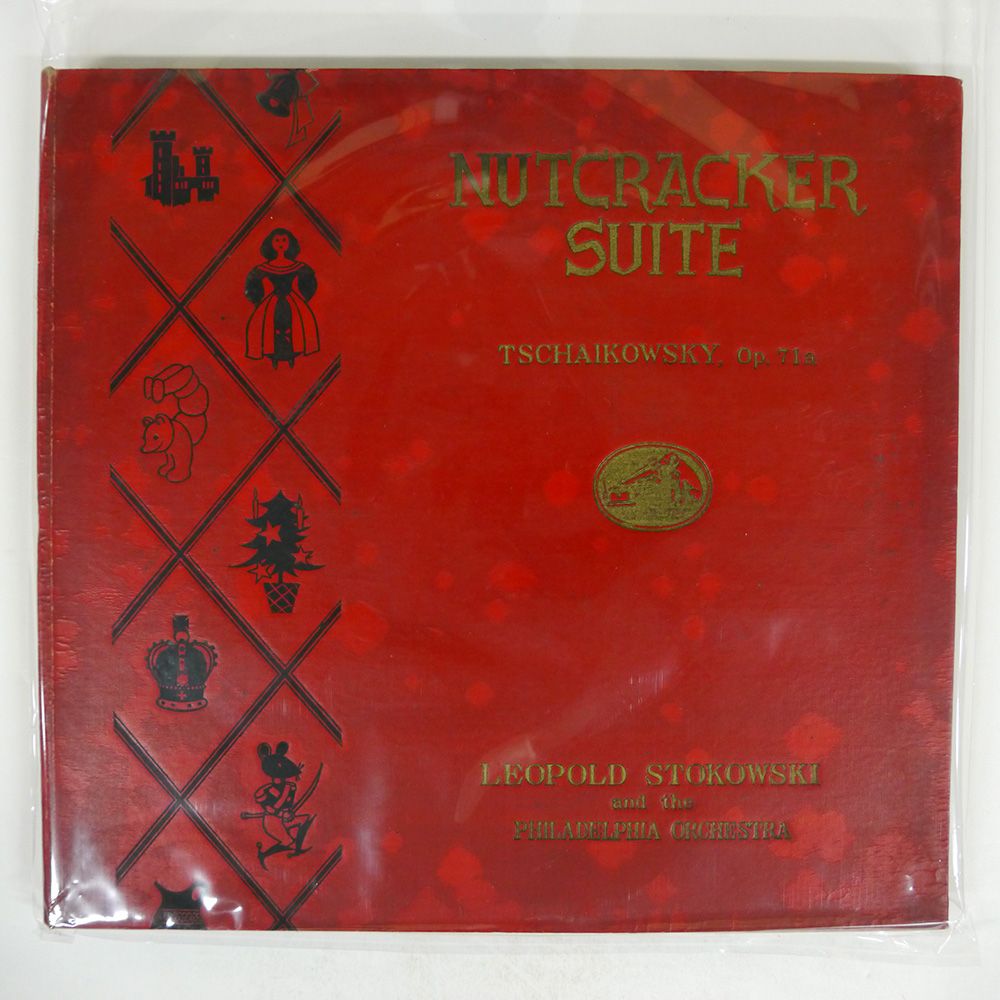 NUTCRACKER
SUITE
TSCHAIKOWSKY, Op. 71a
LEOPOLD STOKOWSKI
and the
PHILADELPHIA ORCHESTRA